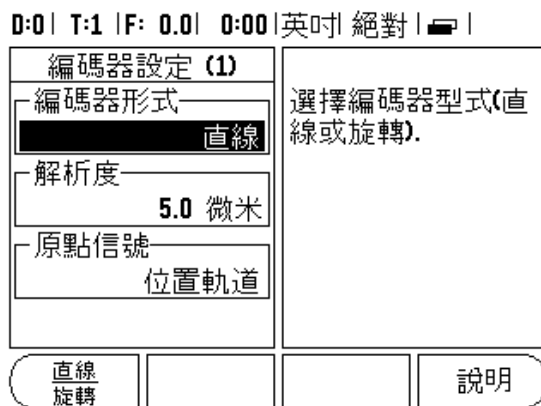 D:0| T:1 |F: 0.0| 0:00|英吋|絕對|
編碼器設定 (1)
編碼器形式
直線
解析度
5.0 微米
原點信號
位置軌道
選擇編碼器型式(直
線或旋轉).
直線
旋轉
說明